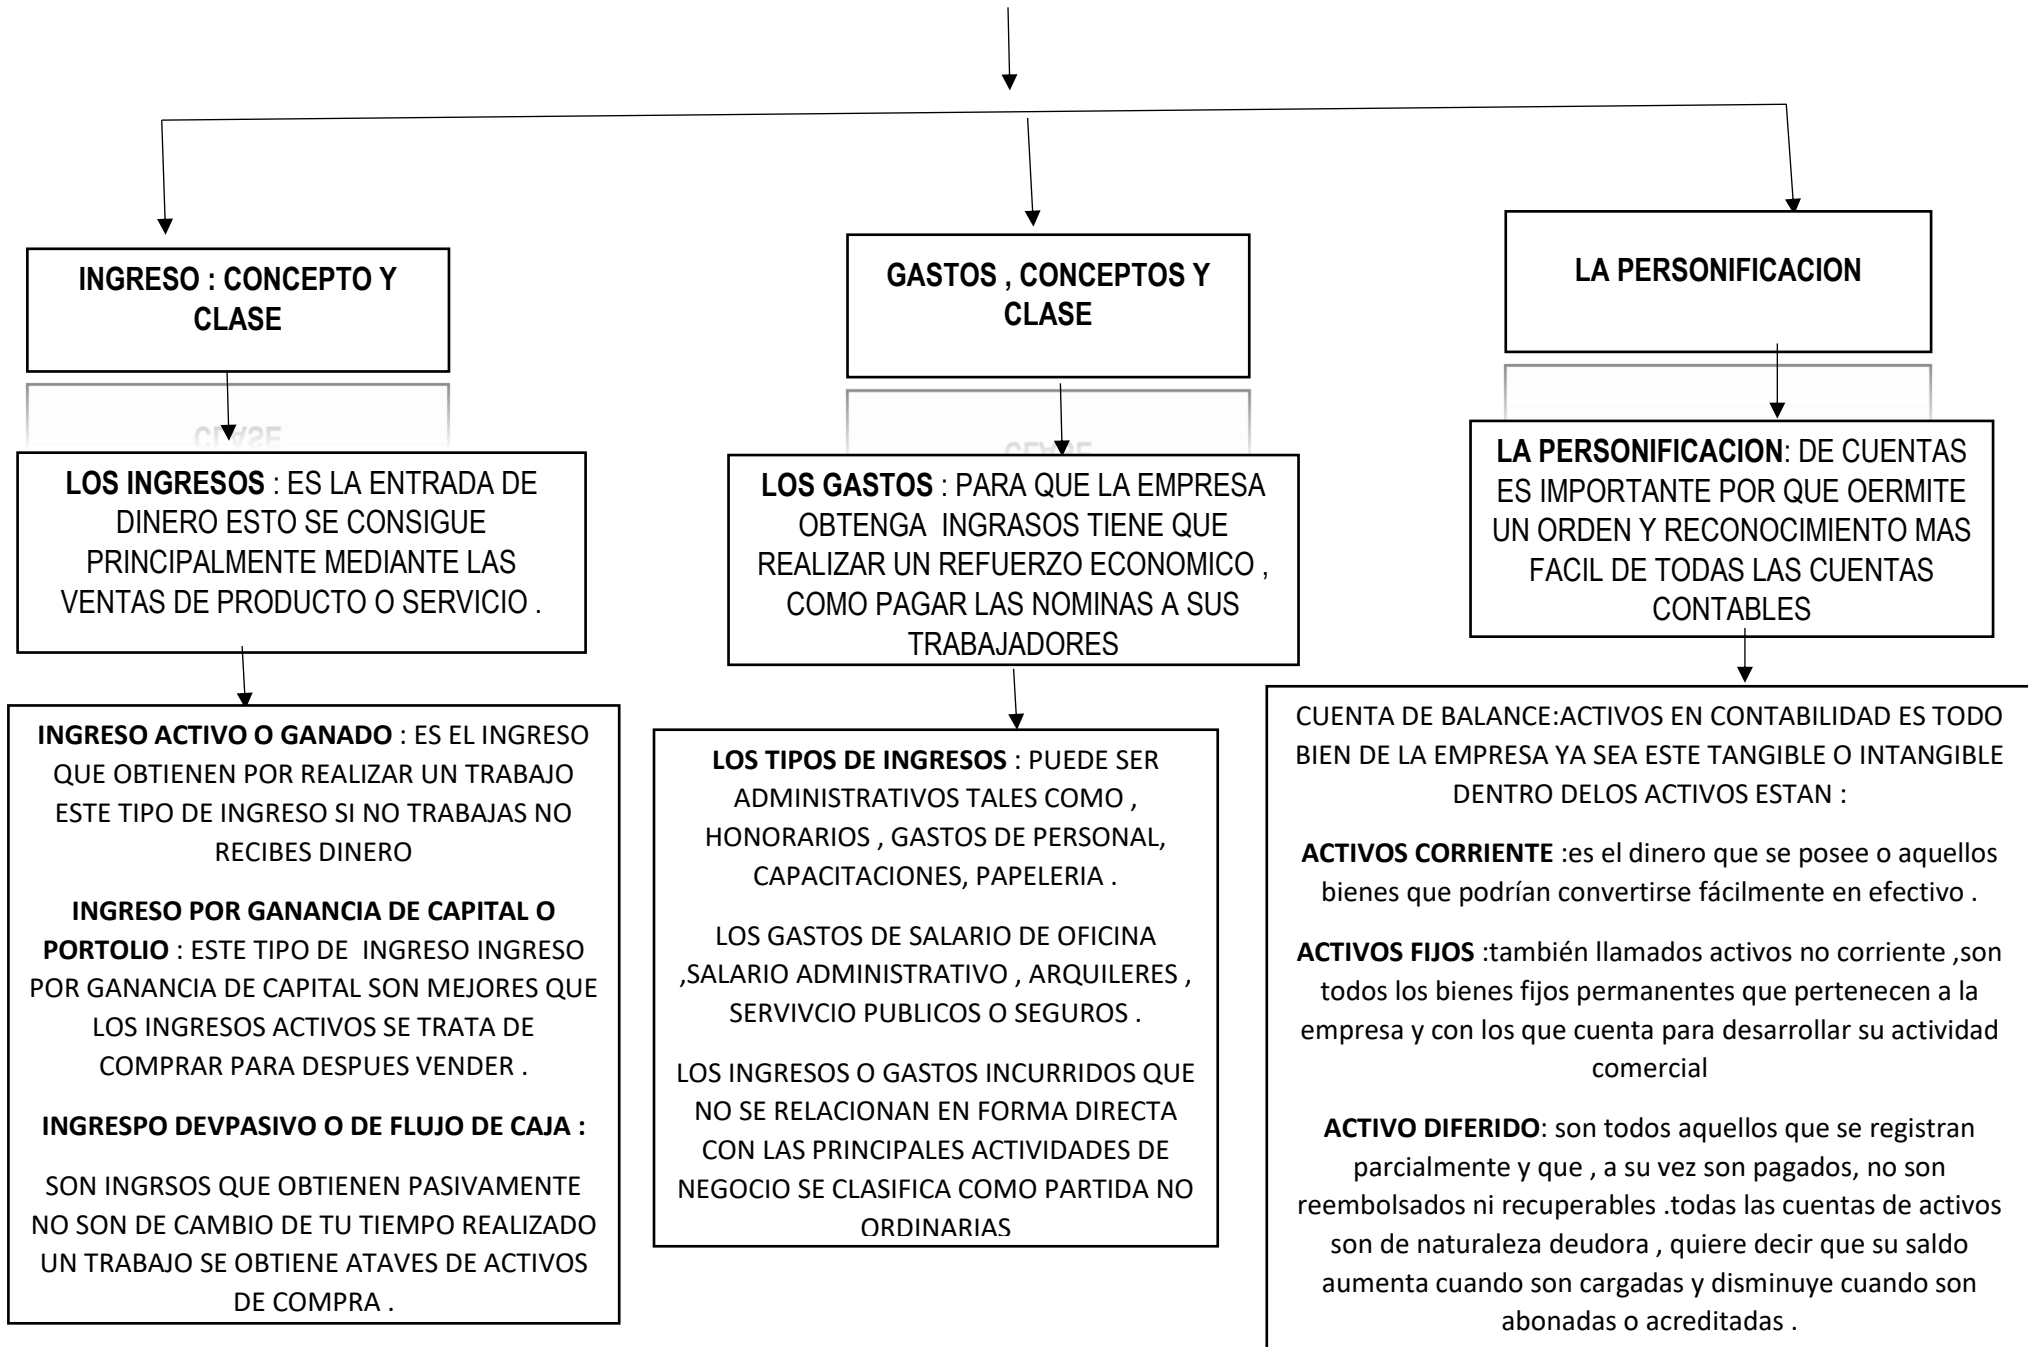 INGRESO : CONCEPTO Y
CLASE
LOS INGRESOS : ES LA ENTRADA DE
DINERO ESTO SE CONSIGUE
PRINCIPALMENTE MEDIANTE LAS
VENTAS DE PRODUCTO O SERVICIO .
INGRESO ACTIVO O GANADO : ES EL INGRESO
QUE OBTIENEN POR REALIZAR UN TRABAJO
ESTE TIPO DE INGRESO SI NO TRABAJAS NO
RECIBES DINERO
INGRESO POR GANANCIA DE CAPITAL O
PORTOLIO : ESTE TIPO DE  INGRESO INGRESO
POR GANANCIA DE CAPITAL SON MEJORES QUE
LOS INGRESOS ACTIVOS SE TRATA DE
COMPRAR PARA DESPUES VENDER .
INGRESPO DEVPASIVO O DE FLUJO DE CAJA :
SON INGRSOS QUE OBTIENEN PASIVAMENTE
NO SON DE CAMBIO DE TU TIEMPO REALIZADO
UN TRABAJO SE OBTIENE ATAVES DE ACTIVOS
DE COMPRA .
GASTOS , CONCEPTOS Y
CLASE
LOS GASTOS : PARA QUE LA EMPRESA
OBTENGA  INGRASOS TIENE QUE
REALIZAR UN REFUERZO ECONOMICO ,
COMO PAGAR LAS NOMINAS A SUS
TRABAJADORES
LOS TIPOS DE INGRESOS : PUEDE SER
ADMINISTRATIVOS TALES COMO ,
HONORARIOS , GASTOS DE PERSONAL,
CAPACITACIONES, PAPELERIA .
LOS GASTOS DE SALARIO DE OFICINA
,SALARIO ADMINISTRATIVO , ARQUILERES ,
SERVIVCIO PUBLICOS O SEGUROS .
LOS INGRESOS O GASTOS INCURRIDOS QUE
NO SE RELACIONAN EN FORMA DIRECTA
CON LAS PRINCIPALES ACTIVIDADES DE
NEGOCIO SE CLASIFICA COMO PARTIDA NO
ORDINARIAS
LA PERSONIFICACION
LA PERSONIFICACION: DE CUENTAS
ES IMPORTANTE POR QUE OERMITE
UN ORDEN Y RECONOCIMIENTO MAS
FACIL DE TODAS LAS CUENTAS
CONTABLES
CUENTA DE BALANCE:ACTIVOS EN CONTABILIDAD ES TODO
BIEN DE LA EMPRESA YA SEA ESTE TANGIBLE O INTANGIBLE
DENTRO DELOS ACTIVOS ESTAN :
ACTIVOS CORRIENTE :es el dinero que se posee o aquellos
bienes que podrían convertirse fácilmente en efectivo .
ACTIVOS FIJOS :también llamados activos no corriente ,son
todos los bienes fijos permanentes que pertenecen a la
empresa y con los que cuenta para desarrollar su actividad
comercial
ACTIVO DIFERIDO: son todos aquellos que se registran
parcialmente y que , a su vez son pagados, no son
reembolsados ni recuperables .todas las cuentas de activos
son de naturaleza deudora , quiere decir que su saldo
aumenta cuando son cargadas y disminuye cuando son
abonadas o acreditadas .